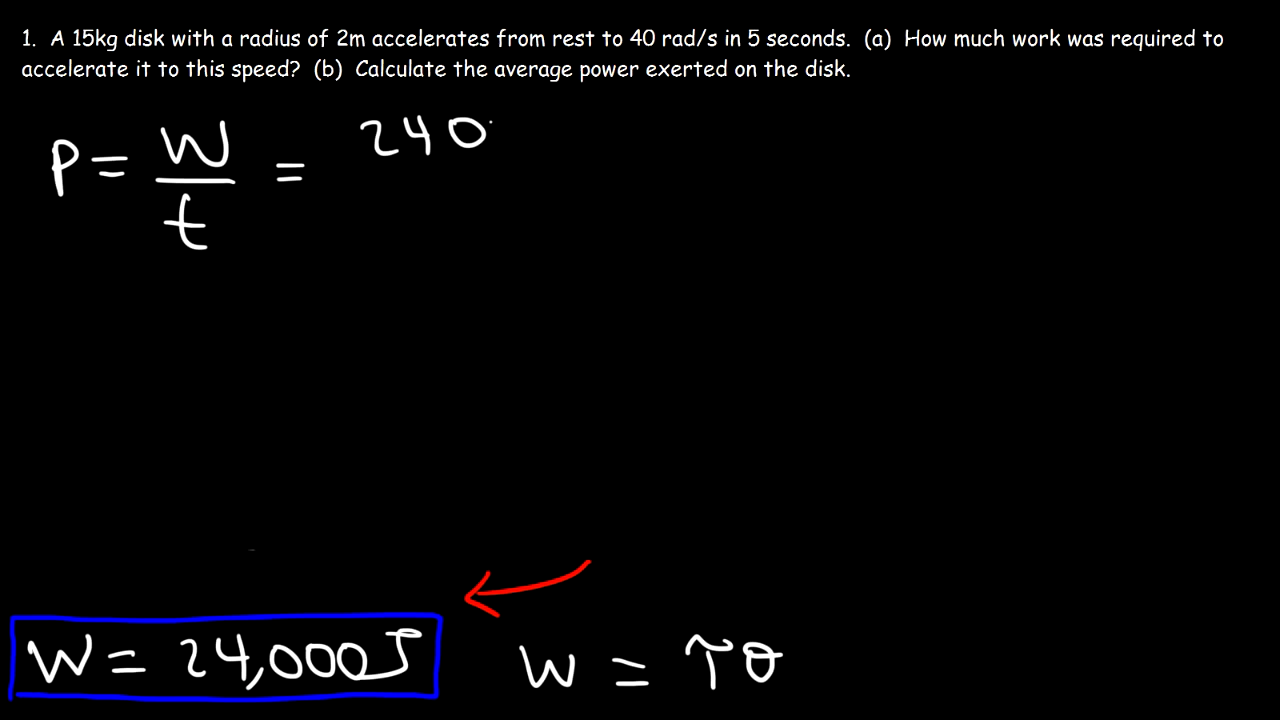 1. A 15kg disk with a radius of 2m accelerates from rest to 40 rad/s in 5 seconds. (a) How much work was required to
accelerate it to this speed? (b) Calculate the average power exerted on the disk.
P = W/t = 240
W = 24,000J
W = τθ